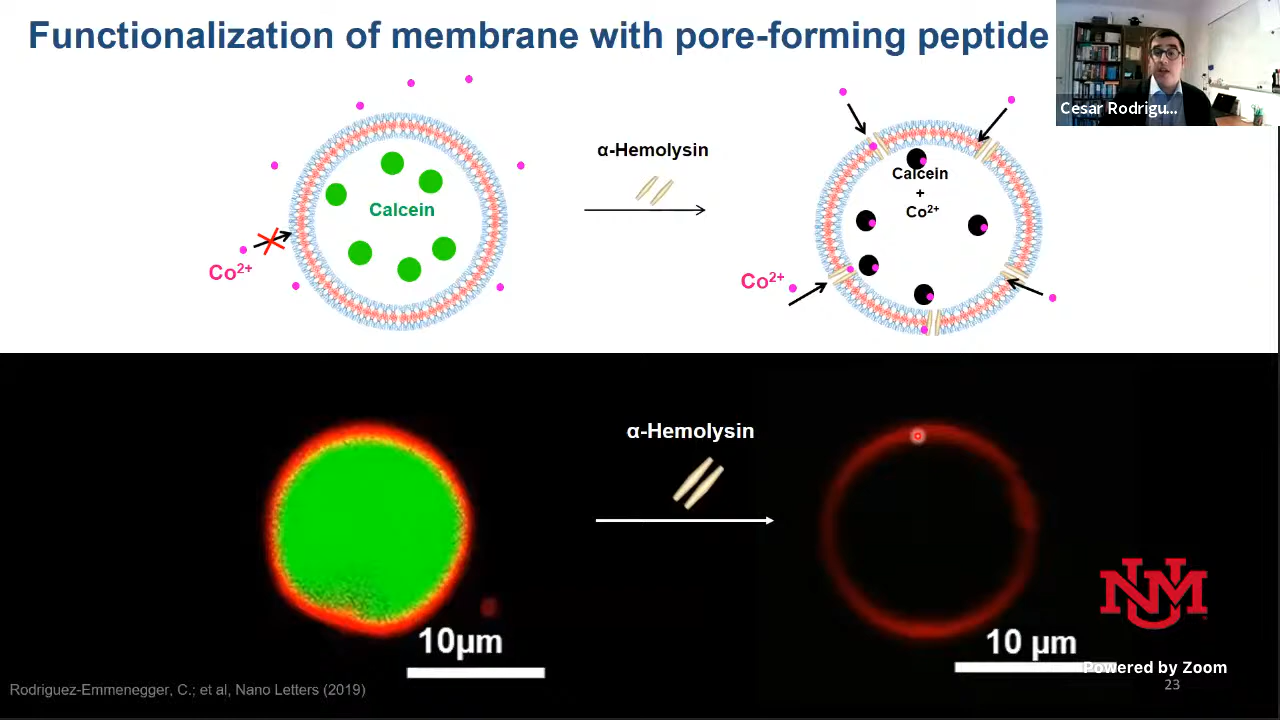 Functionalization of membrane with pore-forming peptide
Cesar Rodrigu...
α-Hemolysin
Calcein
Co²⁺
Calcein
+
Co²⁺
Co²⁺
α-Hemolysin
10µm
10 µm
UNM
Powered by Zoom
Rodriguez-Emmenegger, C.; et al, Nano Letters (2019)
23